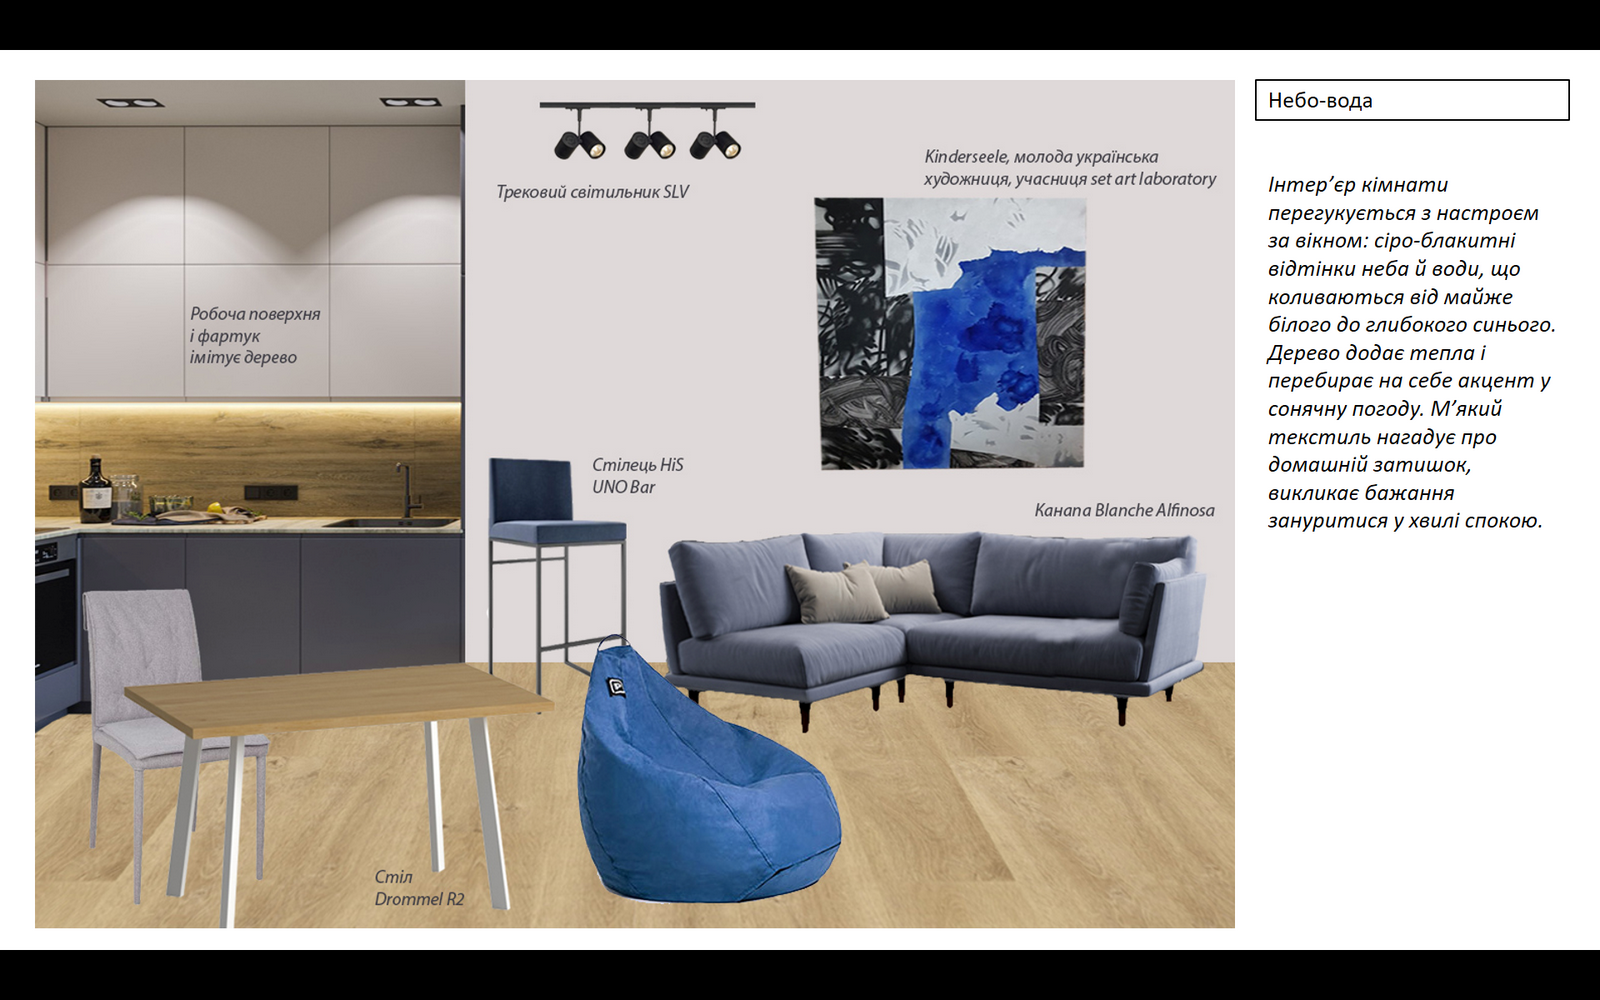 Небо-вода
Трековий світильник SLV
Kinderseele, молода українська
художниця, учасниця set art laboratory
Робоча поверхня
і фартук
імітує дерево
Стілець HiS
UNO Bar
Канапа Blanche Alfinosa
Стіл
Drommel R2
Інтер’єр кімнати
перегукується з настроєм
за вікном: сіро-блакитні
відтінки неба й води, що
коливаються від майже
білого до глибокого синього.
Дерево додає тепла і
перебирає на себе акцент у
сонячну погоду. М’який
текстиль нагадує про
домашній затишок,
викликає бажання
зануритися у хвилі спокою.